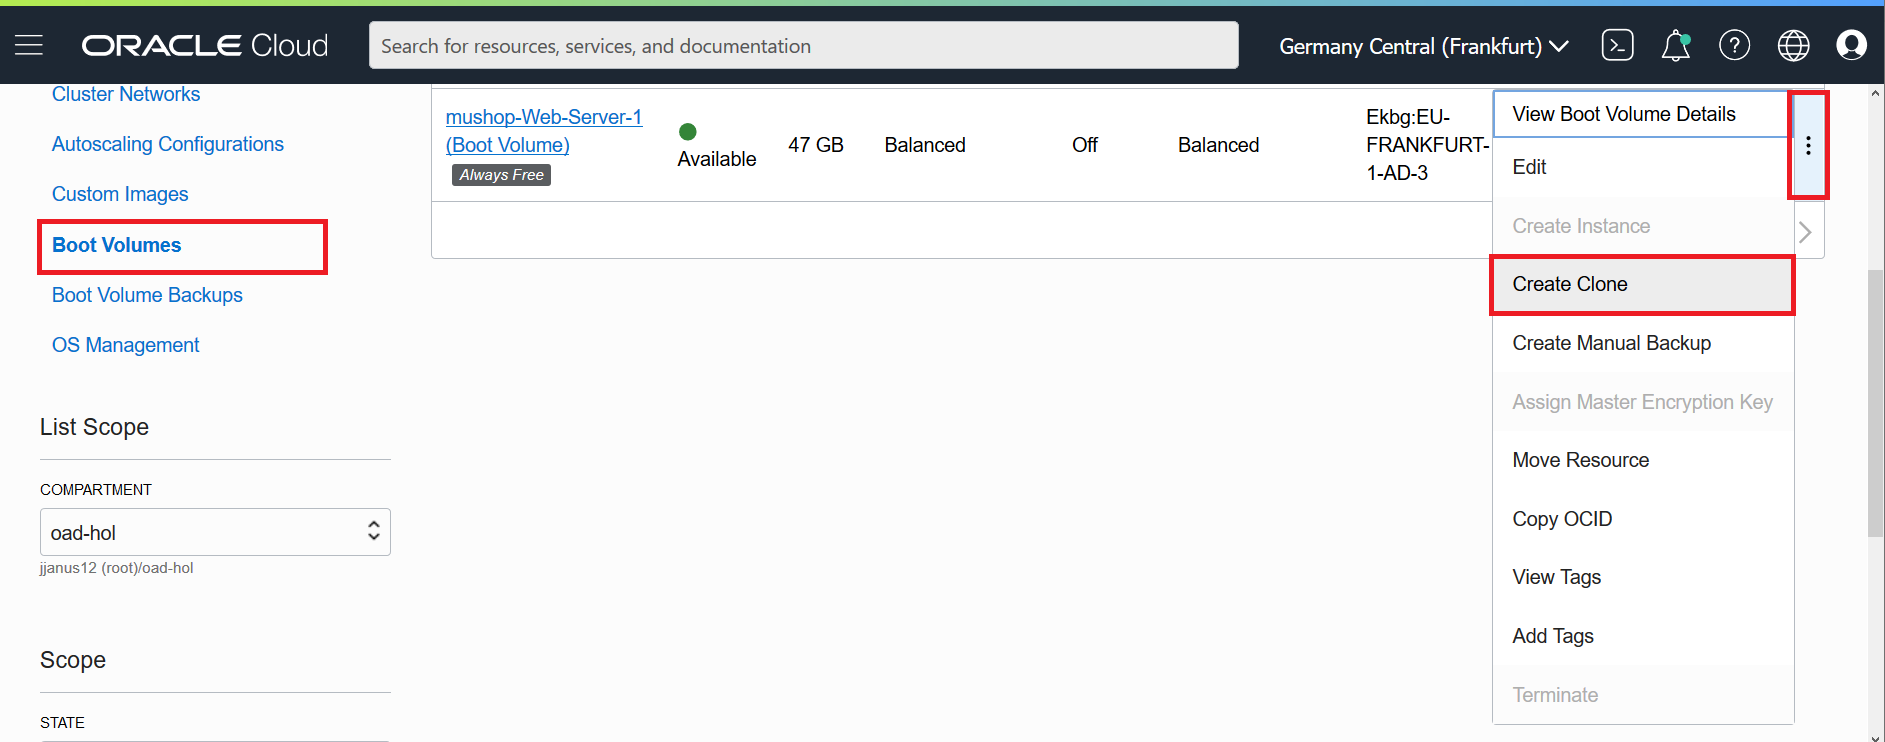 ORACLE Cloud
Search for resources, services, and documentation
Germany Central (Frankfurt)
Cluster Networks
Autoscaling Configurations
Custom Images
Boot Volumes
Boot Volume Backups
OS Management
List Scope
COMPARTMENT
oad-hol
jjanus12 (root)/oad-hol
Scope
STATE
mushop-Web-Server-1
(Boot Volume)
Always Free
Available
47 GB
Balanced
Off
Balanced
Ekbg:EU-
FRANKFURT-
1-AD-3
View Boot Volume Details
Edit
Create Instance
Create Clone
Create Manual Backup
Assign Master Encryption Key
Move Resource
Copy OCID
View Tags
Add Tags
Terminate